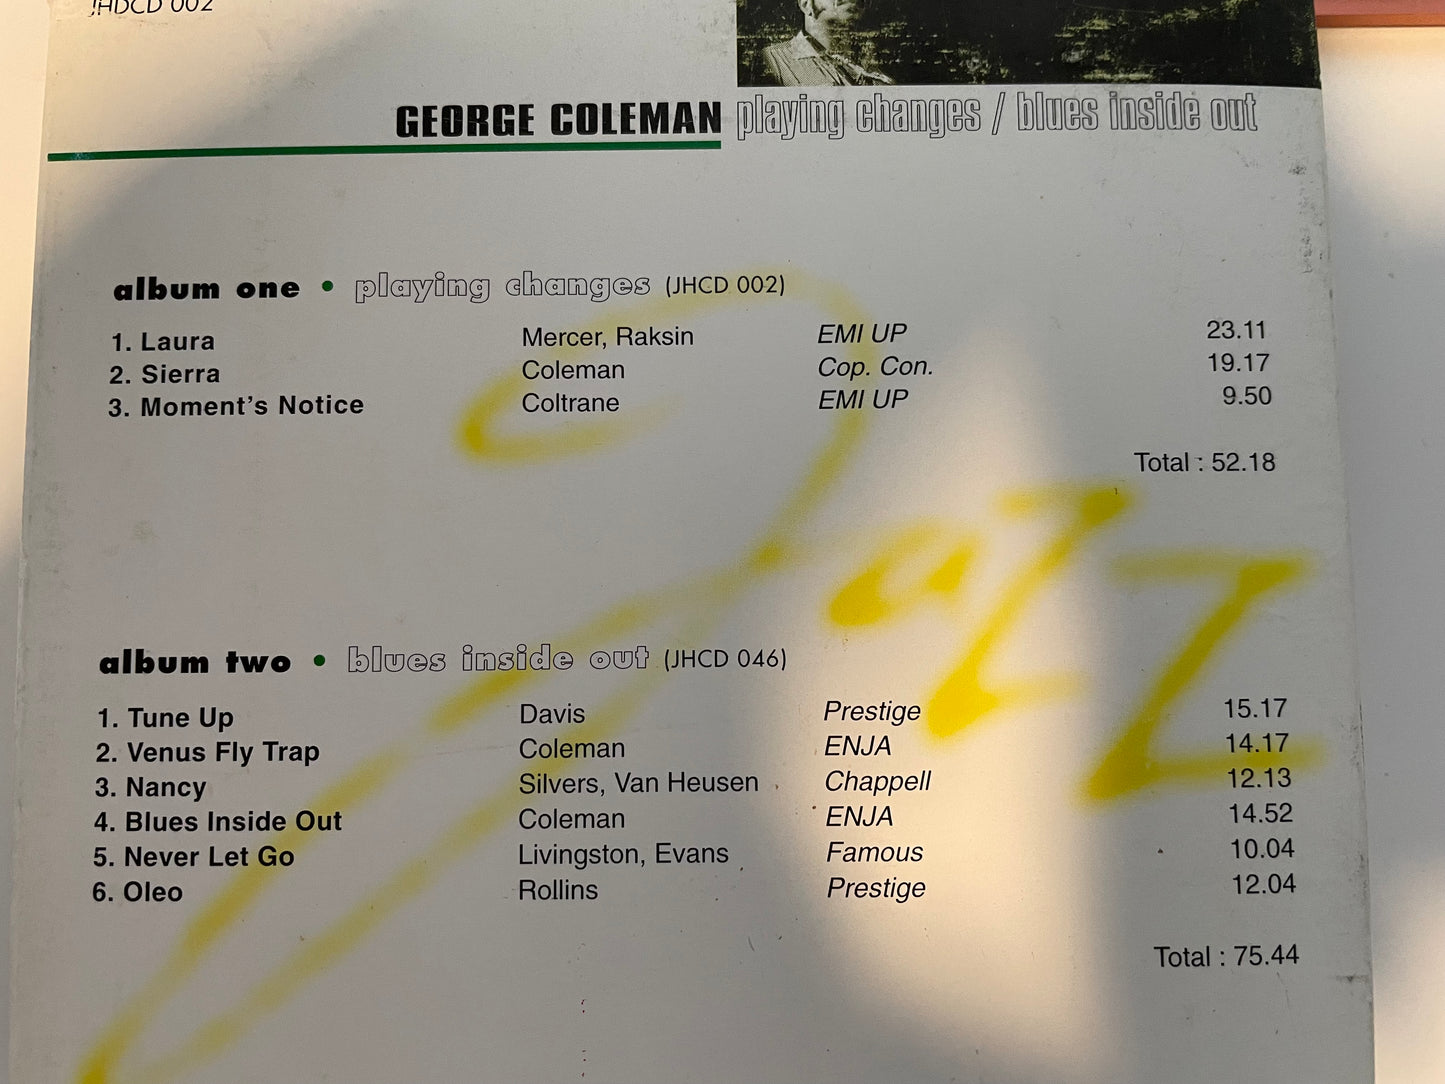 JHDCD 002
GEORGE COLEMAN playing changes / blues inside out
album one • playing changes (JHCD 002)
1. Laura Mercer, Raksin EMI UP 23.11
2. Sierra Coleman Cop. Con. 19.17
3. Moment's Notice Coltrane EMI UP 9.50
Total : 52.18
Jazz
album two • blues inside out (JHCD 046)
1. Tune Up Davis Prestige 15.17
2. Venus Fly Trap Coleman ENJA 14.17
3. Nancy Silvers, Van Heusen Chappell 12.13
4. Blues Inside Out Coleman ENJA 14.52
5. Never Let Go Livingston, Evans Famous 10.04
6. Oleo Rollins Prestige 12.04
Total : 75.44